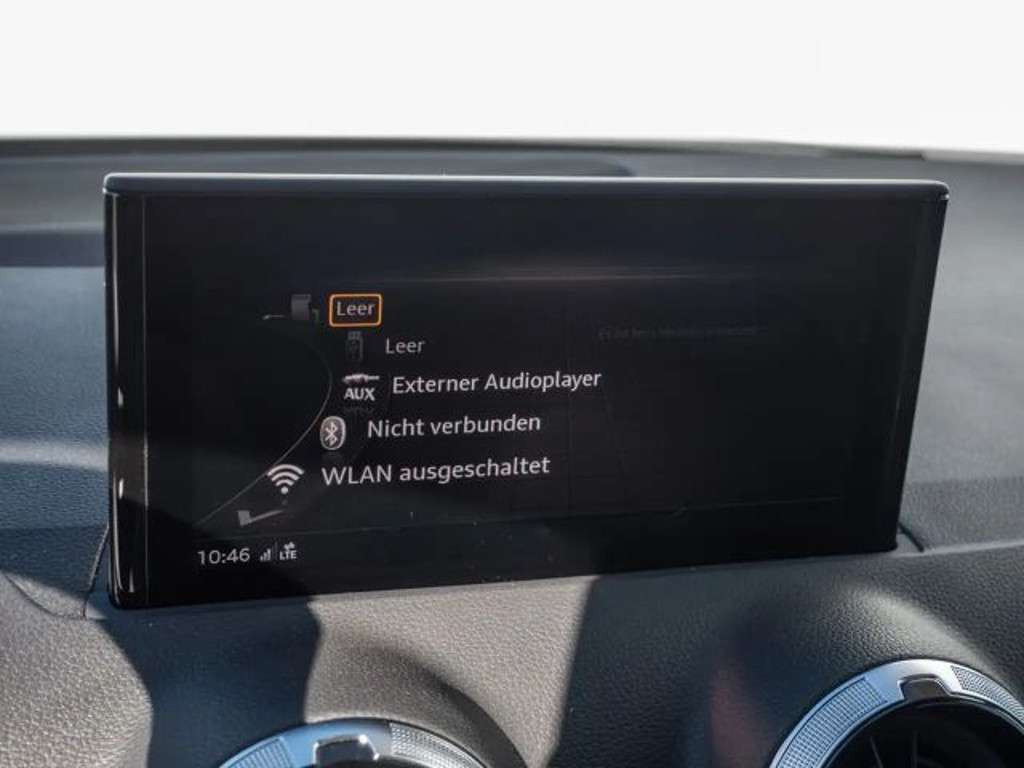 Leer
Leer
AUX Externer Audioplayer
Nicht verbunden
WLAN ausgeschaltet
10:46 LTE